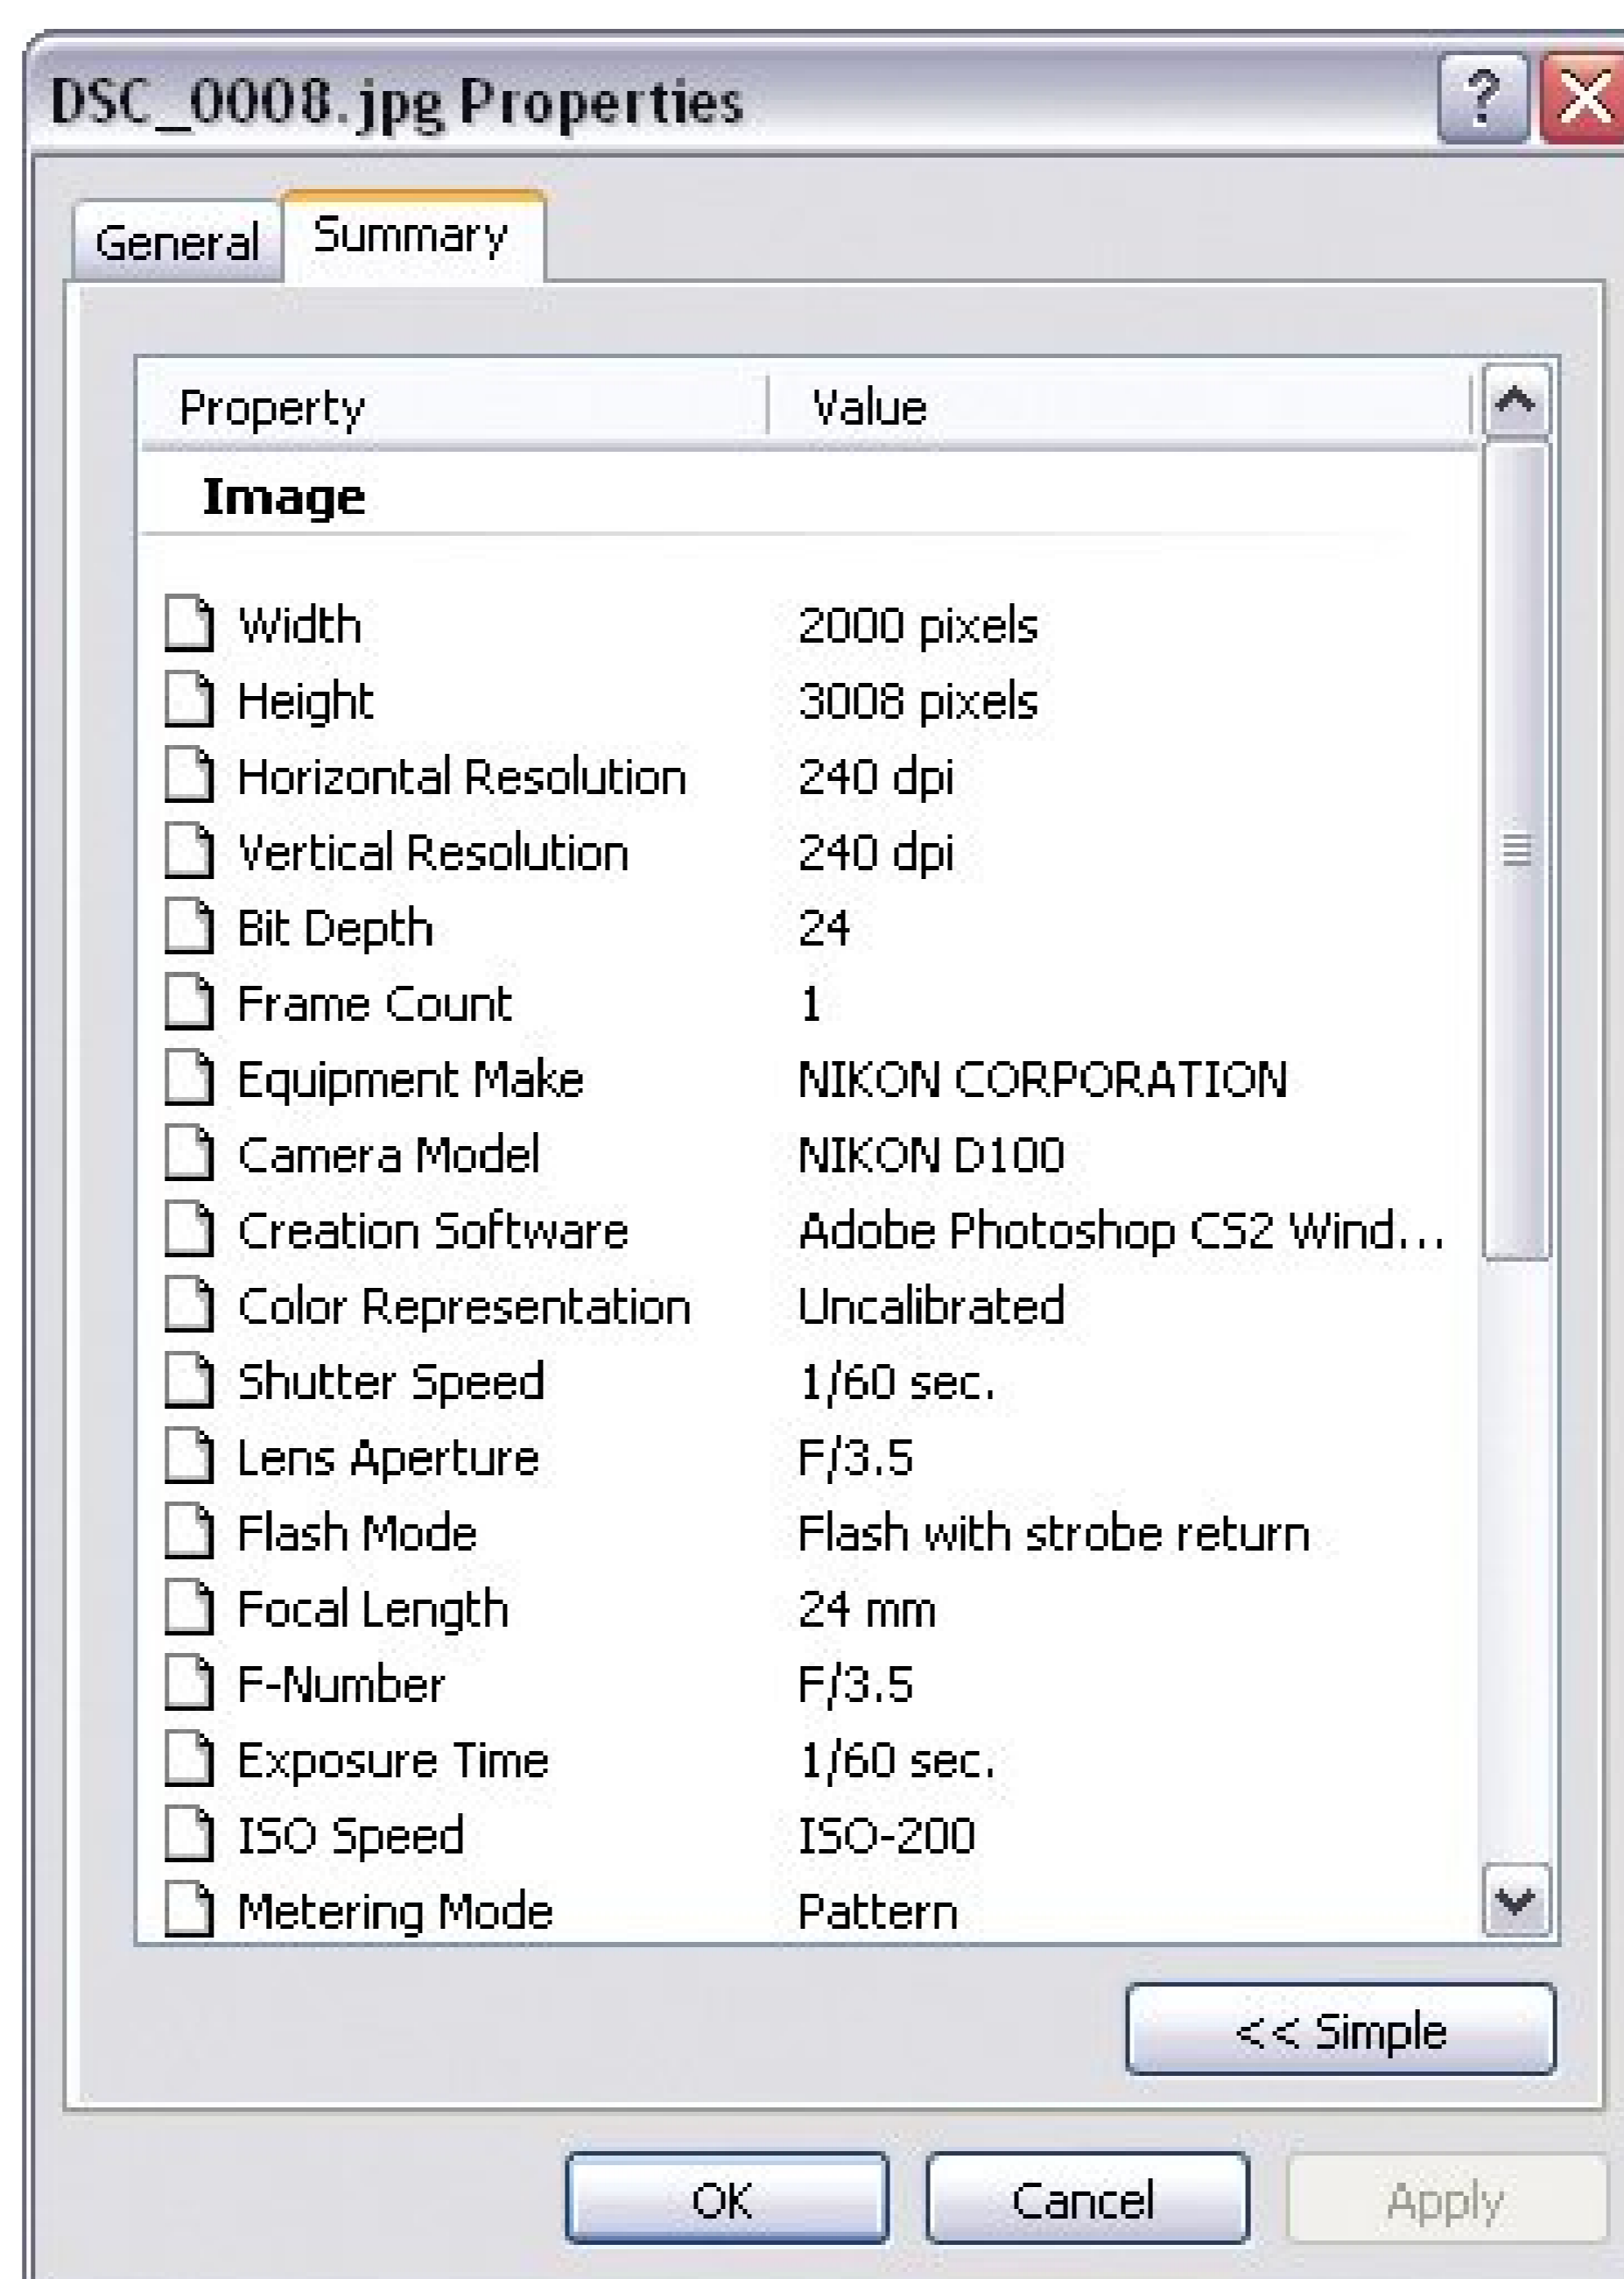 DSC_0008.jpg Properties
?
General Summary
Property Value
Image
Width 2000 pixels
Height 3008 pixels
Horizontal Resolution 240 dpi
Vertical Resolution 240 dpi
Bit Depth 24
Frame Count 1
Equipment Make NIKON CORPORATION
Camera Model NIKON D100
Creation Software Adobe Photoshop CS2 Wind...
Color Representation Uncalibrated
Shutter Speed 1/60 sec.
Lens Aperture F/3.5
Flash Mode Flash with strobe return
Focal Length 24 mm
F-Number F/3.5
Exposure Time 1/60 sec.
ISO Speed ISO-200
Metering Mode Pattern
<< Simple
OK Cancel Apply